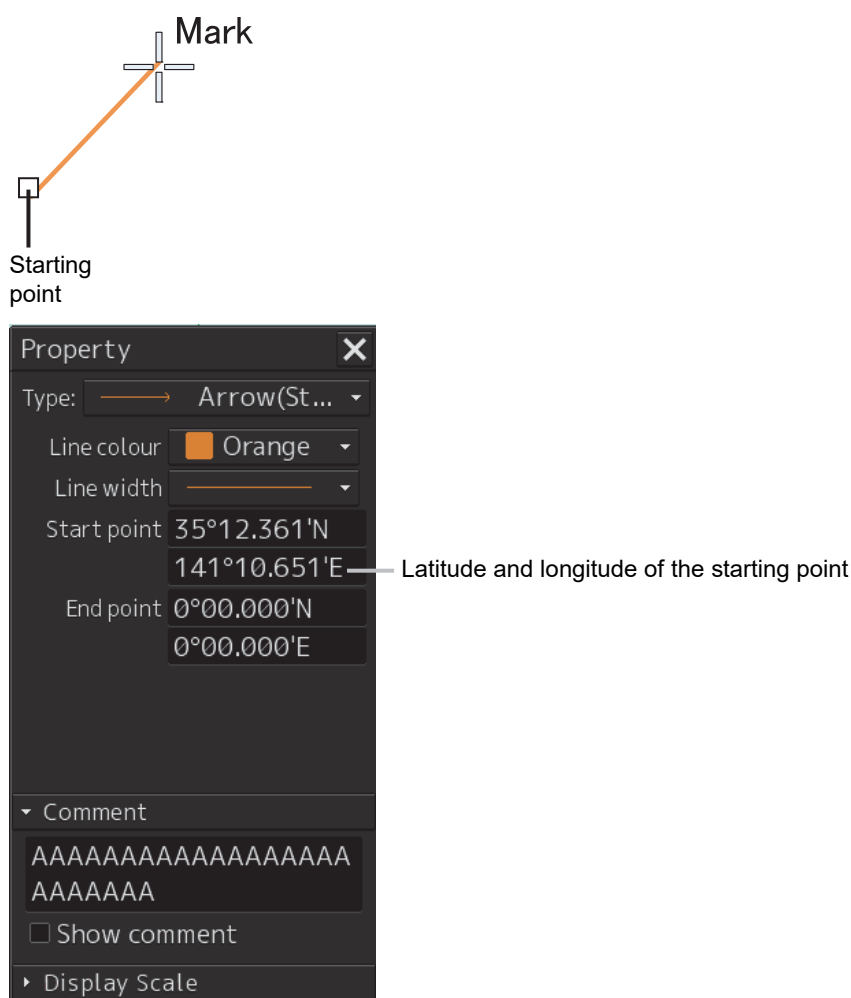 Mark
Starting
point
Property
Type: Arrow(St...
Line colour Orange
Line width
Start point 35°12.361'N
141°10.651'E Latitude and longitude of the starting point
End point 0°00.000'N
0°00.000'E
Comment
AAAAAAAAAAAAAAAAAA
AAAAAAA
Show comment
Display Scale